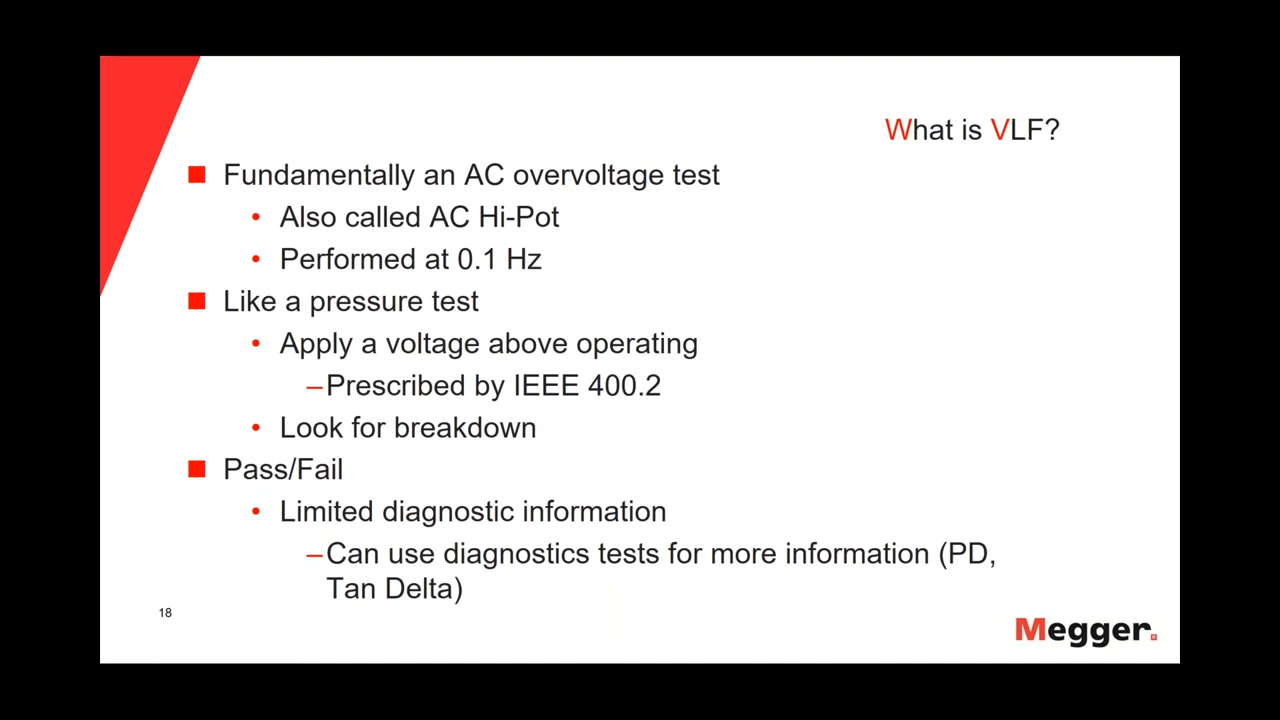 What is VLF?
Fundamentally an AC overvoltage test
• Also called AC Hi-Pot
• Performed at 0.1 Hz
Like a pressure test
• Apply a voltage above operating
–Prescribed by IEEE 400.2
• Look for breakdown
Pass/Fail
• Limited diagnostic information
–Can use diagnostics tests for more information (PD,
Tan Delta)
18
Megger.